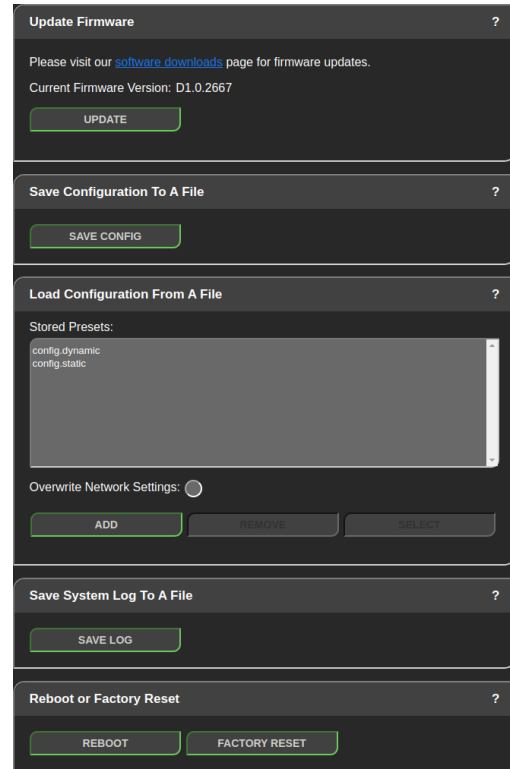 Update Firmware ?
Please visit our software downloads page for firmware updates.
Current Firmware Version: D1.0.2667
UPDATE
Save Configuration To A File ?
SAVE CONFIG
Load Configuration From A File ?
Stored Presets:
config.dynamic
config.static
Overwrite Network Settings:
ADD REMOVE SELECT
Save System Log To A File ?
SAVE LOG
Reboot or Factory Reset ?
REBOOT FACTORY RESET